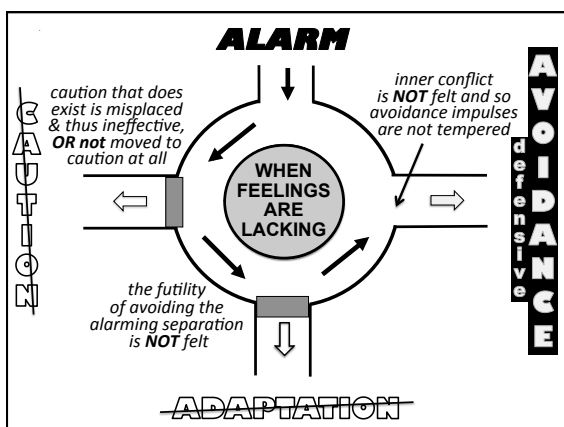 ALARM
caution that does
exist is misplaced
& thus ineffective,
OR not moved to
caution at all
inner conflict
is NOT felt and so
avoidance impulses
are not tempered
CAUTION
WHEN
FEELINGS
ARE
LACKING
defensive
AVOIDANCE
the futility
of avoiding the
alarming separation
is NOT felt
ADAPTATION